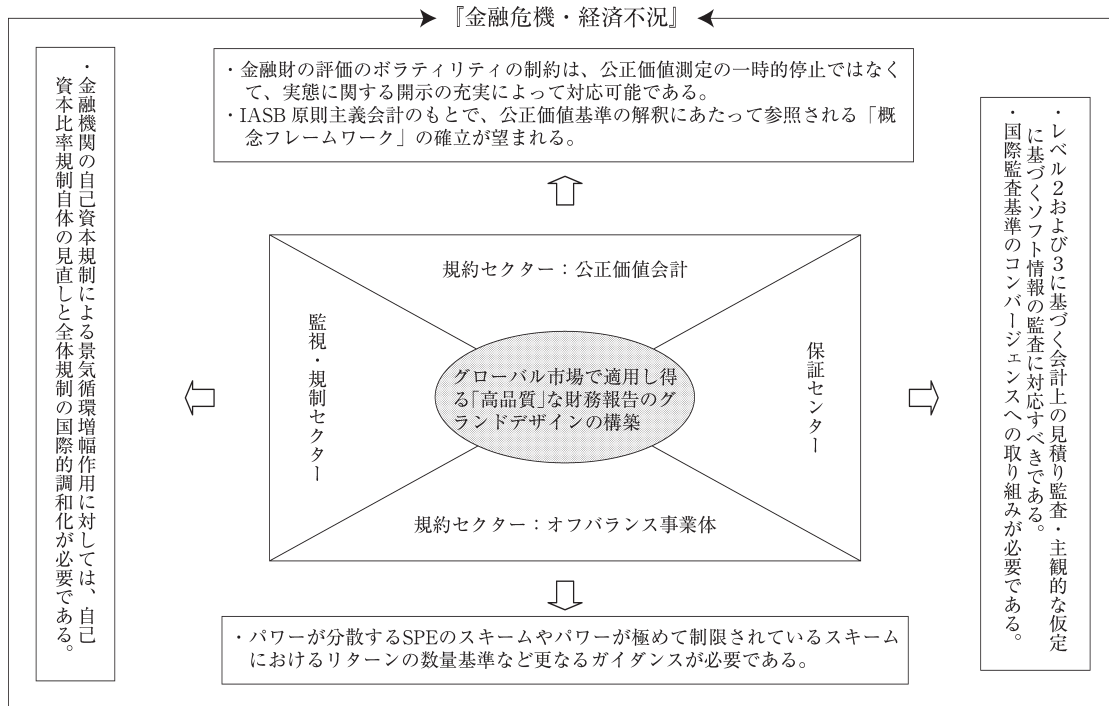 『金融危機・経済不況』
・金融財の評価のボラティリティの制約は、公正価値測定の一時的停止ではなく
て、実態に関する開示の充実によって対応可能である。
・IASB 原則主義会計のもとで、公正価値基準の解釈にあたって参照される「概
念フレームワーク」の確立が望まれる。
・金融機関の自己資本規制による景気循環増幅作用に対しては、自己
資本比率規制自体の見直しと全体規制の国際的調和化が必要である。
規約セクター：公正価値会計
監視・規制セクター
グローバル市場で適用し得
る「高品質」な財務報告のグ
ランドデザインの構築
保証センター
規約セクター：オフバランス事業体
・レベル２および３に基づく会計上の見積り監査・主観的な仮定
に基づくソフト情報の監査に対応すべきである。
・国際監査基準のコンバージェンスへの取り組みが必要である。
・パワーが分散するSPEのスキームやパワーが極めて制限されているスキーム
におけるリターンの数量基準など更なるガイダンスが必要である。